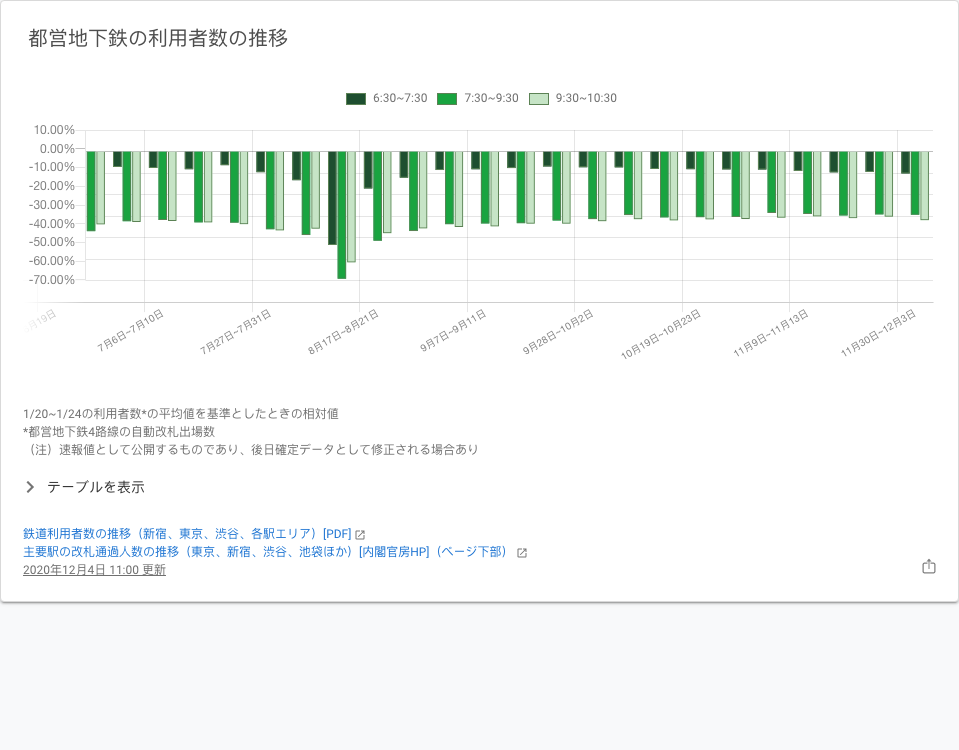 都営地下鉄の利用者数の推移
6:30~7:30 7:30~9:30 9:30~10:30
10.00%
0.00%
-10.00%
-20.00%
-30.00%
-40.00%
-50.00%
-60.00%
-70.00%
月19日
7月6日~7月10日
7月27日~7月31日
8月17日~8月21日
9月7日~9月11日
9月28日~10月2日
10月19日~10月23日
11月9日~11月13日
11月30日~12月3日
1/20~1/24の利用者数*の平均値を基準としたときの相対値
*都営地下鉄4路線の自動改札出場数
（注）速報値として公開するものであり、後日確定データとして修正される場合あり
テーブルを表示
鉄道利用者数の推移（新宿、東京、渋谷、各駅エリア）[PDF]
主要駅の改札通過人数の推移（東京、新宿、渋谷、池袋ほか）[内閣官房HP]（ページ下部）
2020年12月4日 11:00 更新